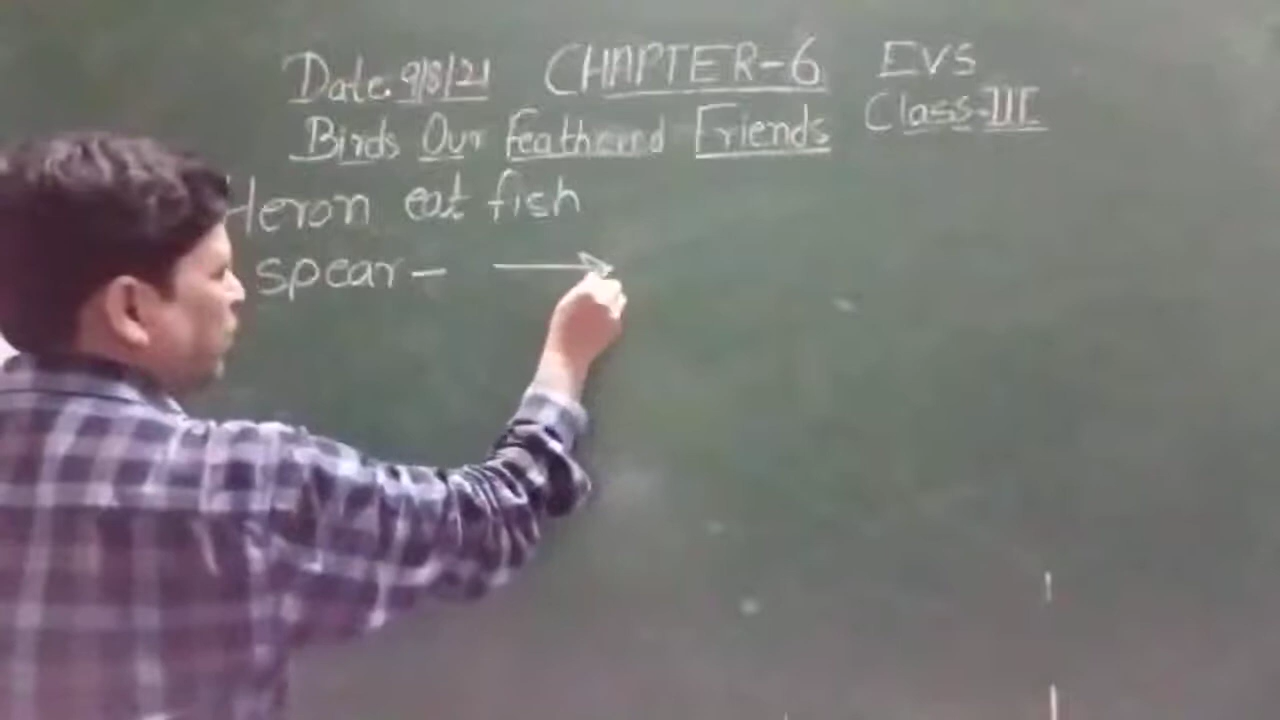 Date 9/8/21 CHAPTER-6 EVS
Birds Our Feathered Friends Class-III
Heron eat fish
spear-